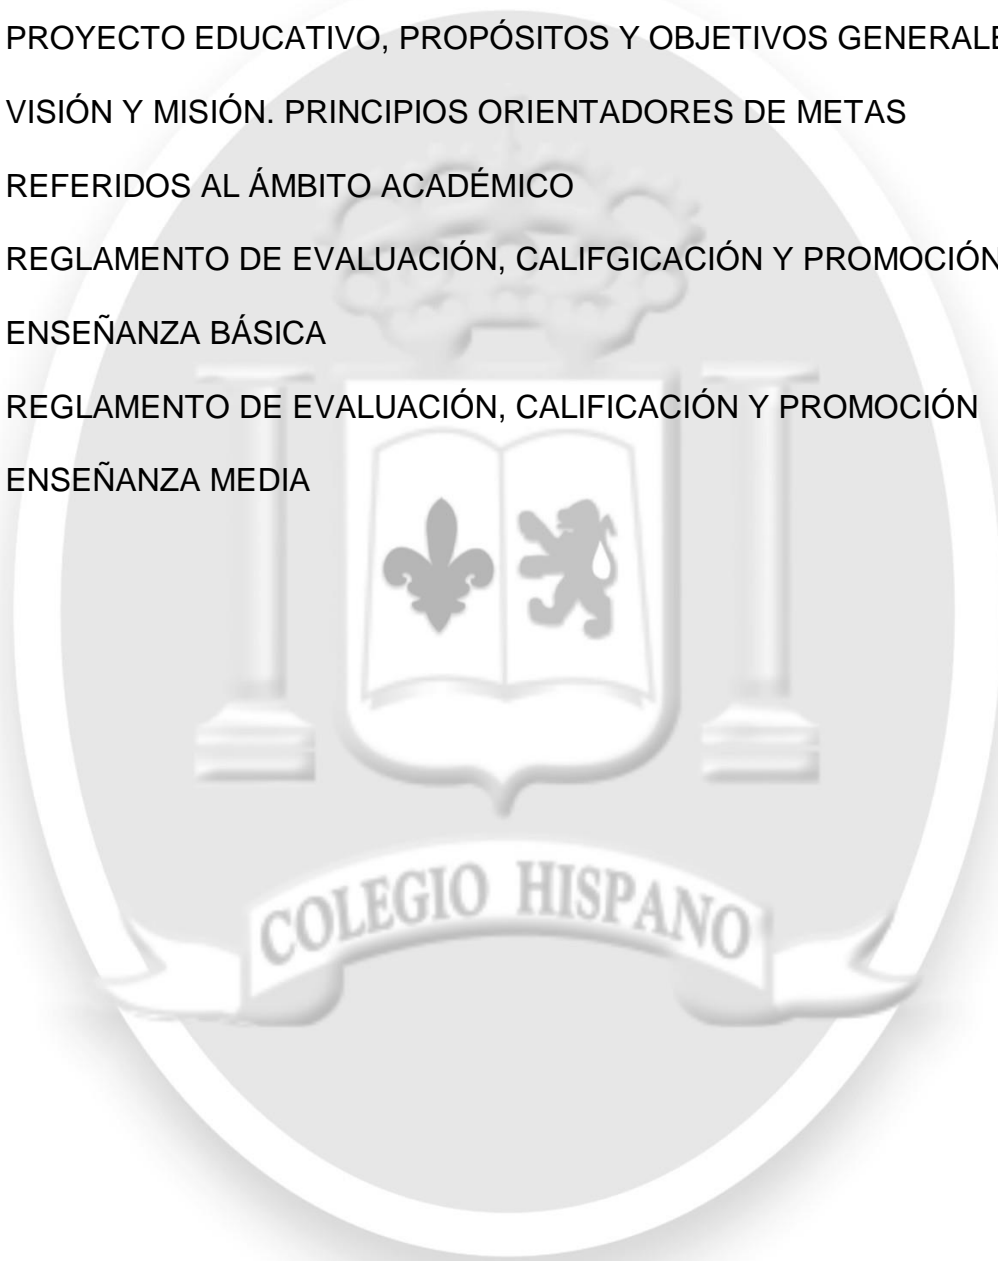 PROYECTO EDUCATIVO, PROPÓSITOS Y OBJETIVOS GENERALE
VISIÓN Y MISIÓN. PRINCIPIOS ORIENTADORES DE METAS
REFERIDOS AL ÁMBITO ACADÉMICO
REGLAMENTO DE EVALUACIÓN, CALIFGICACIÓN Y PROMOCIÓN
ENSEÑANZA BÁSICA
REGLAMENTO DE EVALUACIÓN, CALIFICACIÓN Y PROMOCIÓN
ENSEÑANZA MEDIA
COLEGIO HISPANO